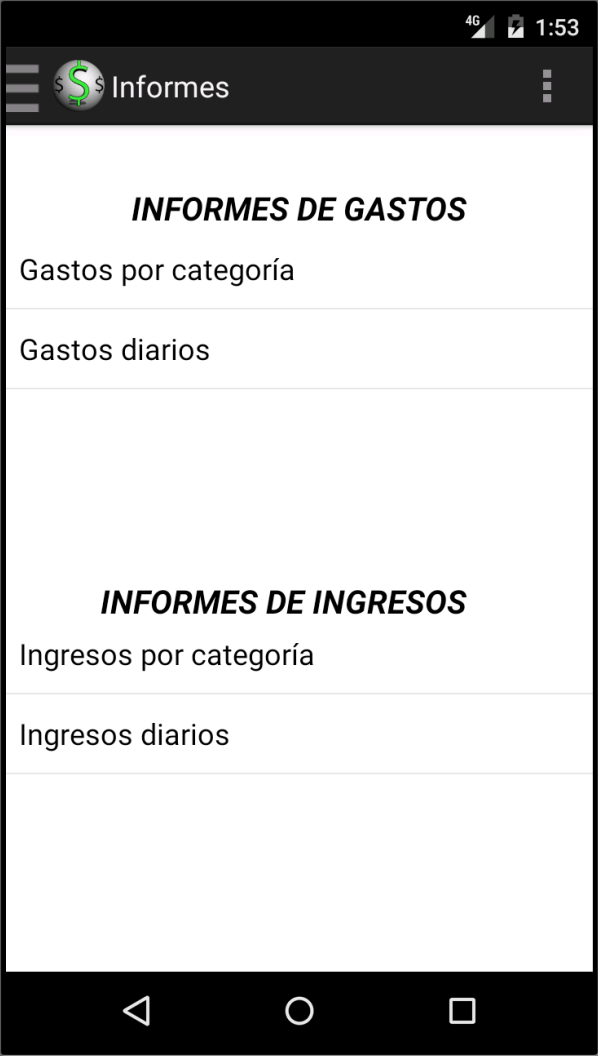 4G 1:53
$ $ $ Informes
INFORMES DE GASTOS
Gastos por categoría
Gastos diarios
INFORMES DE INGRESOS
Ingresos por categoría
Ingresos diarios